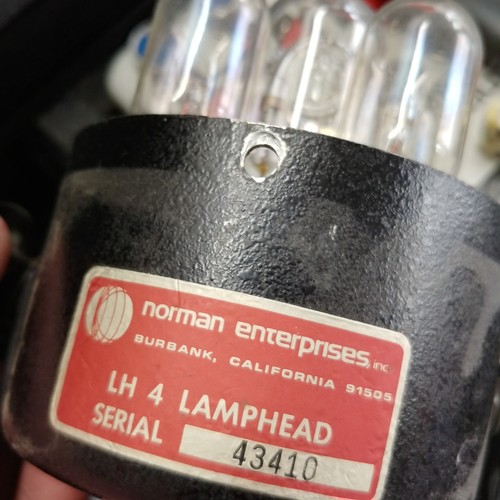 norman enterprises, inc
BURBANK, CALIFORNIA 91505
LH 4 LAMPHEAD
SERIAL 43410